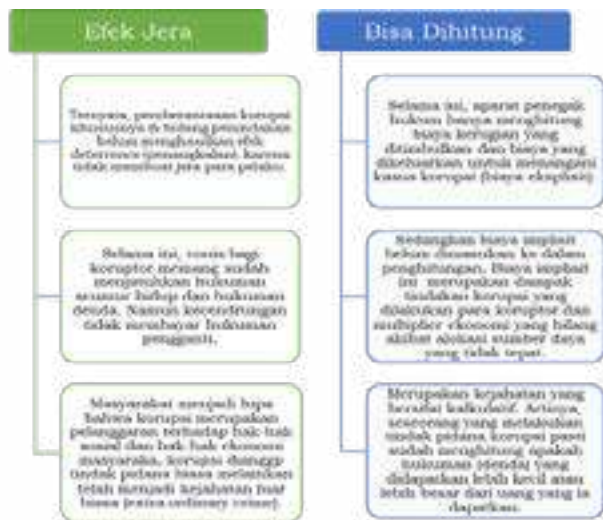 Efek Jera
Ternyata, pemberantasan korupsi
khususnya di bidang penindakan
belum menghasilkan efek
deterrence (penangkalan), karena
tidak membuat jera para pelaku.
Selama ini, vonis bagi
koruptor memang sudah
menjatuhkan hukuman
seumur hidup dan hukuman
denda. Namun kecendrungan
tidak membayar hukuman
pengganti.
Masyarakat menjadi lupa
bahwa korupsi merupakan
pelanggaran terhadap hak-hak
sosial dan hak-hak ekonomi
masyaraka, korupsi dianggp
tindak pidana biasa melainkan
telah menjadi kejahatan luar
biasa (extra ordinary crime).
Bisa Dihitung
Selama ini, aparat penegak
hukum hanya menghitung
biaya kerugian yang
ditimbulkan dan biaya yang
dikeluarkan untuk menangani
kasus korupsi (biaya eksplisit)
Sedangkan biaya implisit
belum dimasukan ke dalam
penghitungan. Biaya implisit
ini merupakan dampak
tindakan korupsi yang
dilakukan para koruptor dan
multiplier ekonomi yang hilang
akibat alokasi sumber daya
yang tidak tepat.
Merupakan kejahatan yang
bersifat kalkulatif. Artinya,
seseorang yang melakukan
tindak pidana korupsi pasti
sudah menghitung apakah
hukuman (denda) yang
didapatkan lebih kecil atau
lebih besar dari uang yang ia
dapatkan.